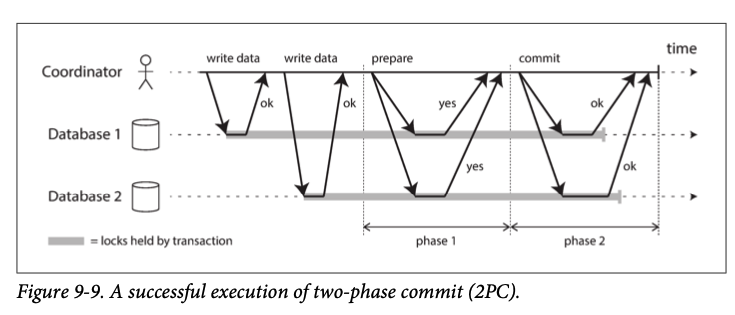 time
write data write data prepare commit
Coordinator
ok ok yes ok
Database 1
yes ok
Database 2
= locks held by transaction
phase 1 phase 2
Figure 9-9. A successful execution of two-phase commit (2PC).